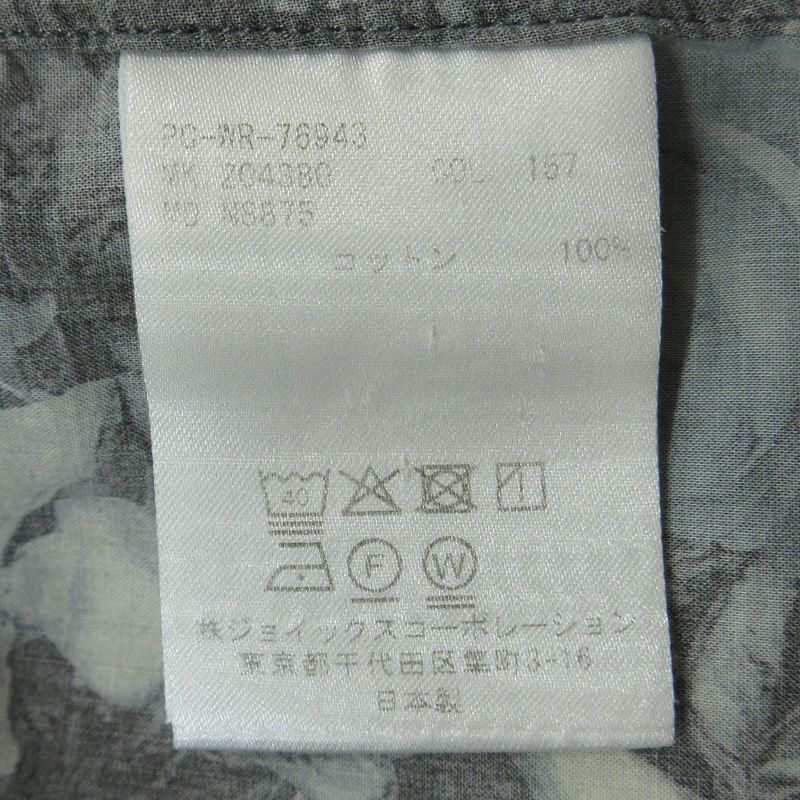 PC-WR-76943
MK Z04380 COL 157
MD N8875
コットン 100%
40
F W
㈱ジョイックスコーポレーション
東京都千代田区麹町3-16
日本製